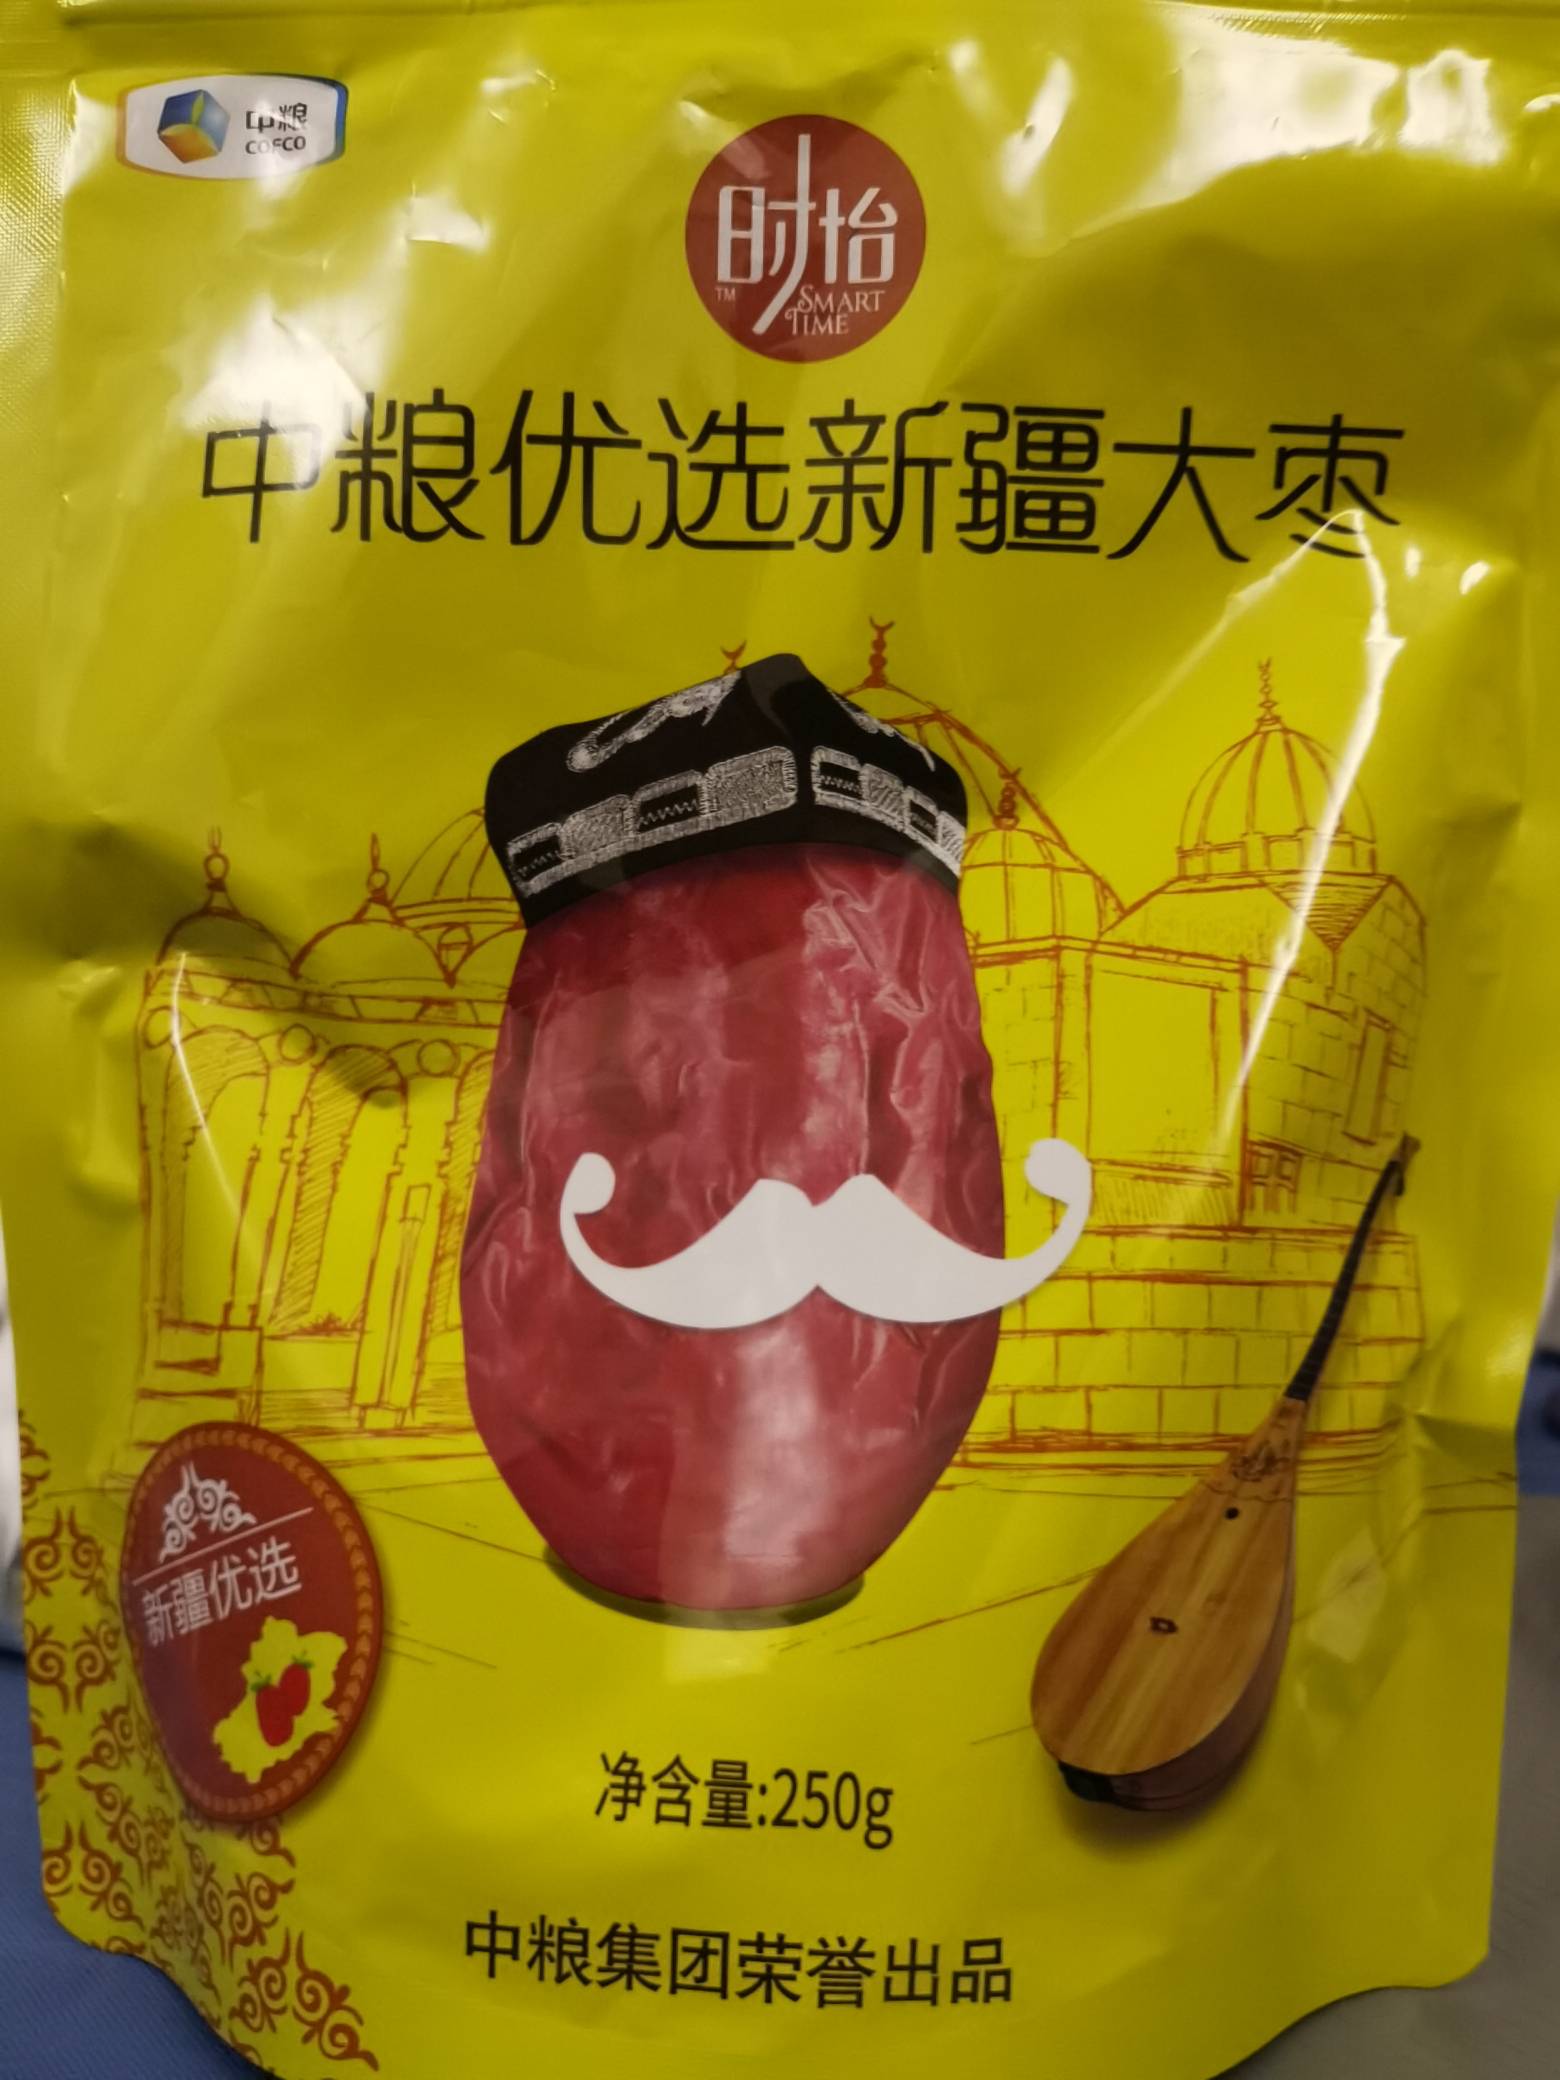 中粮
COFCO
时怡
TM
SMART
TIME
中粮优选新疆大枣
新疆优选
净含量:250g
中粮集团荣誉出品